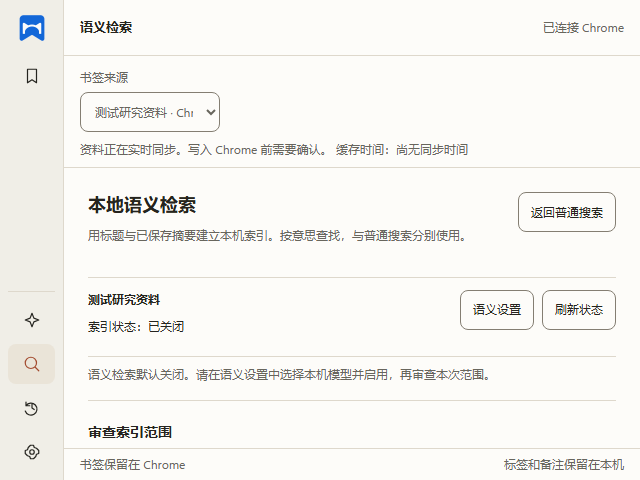 语义检索
已连接 Chrome
书签来源
测试研究资料 · Chr
资料正在实时同步。写入 Chrome 前需要确认。 缓存时间：尚无同步时间
本地语义检索
返回普通搜索
用标题与已保存摘要建立本机索引。按意思查找，与普通搜索分别使用。
测试研究资料
语义设置
刷新状态
索引状态：已关闭
语义检索默认关闭。请在语义设置中选择本机模型并启用，再审查本次范围。
审查索引范围
书签保留在 Chrome
标签和备注保留在本机